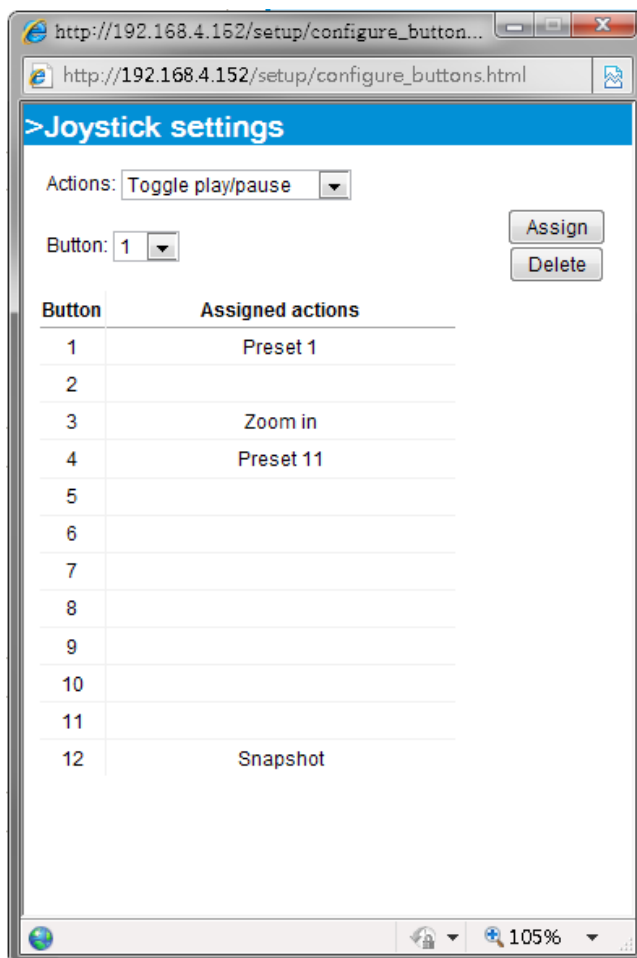 http://192.168.4.152/setup/configure_button...
http://192.168.4.152/setup/configure_buttons.html
>Joystick settings
Actions: Toggle play/pause
Button: 1
Assign
Delete
Button Assigned actions
1 Preset 1
2
3 Zoom in
4 Preset 11
5
6
7
8
9
10
11
12 Snapshot
105%